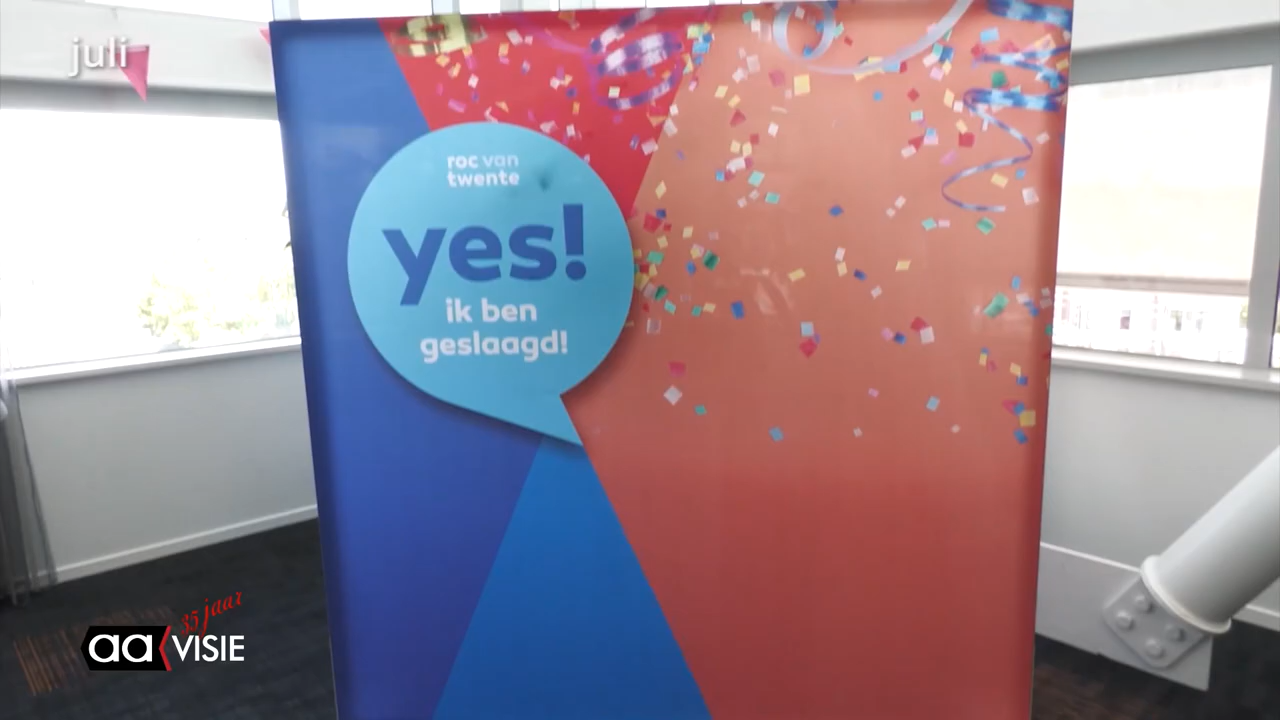 juli
roc van
twente
yes!
ik ben
geslaagd!
35 jaar
aa VISIE